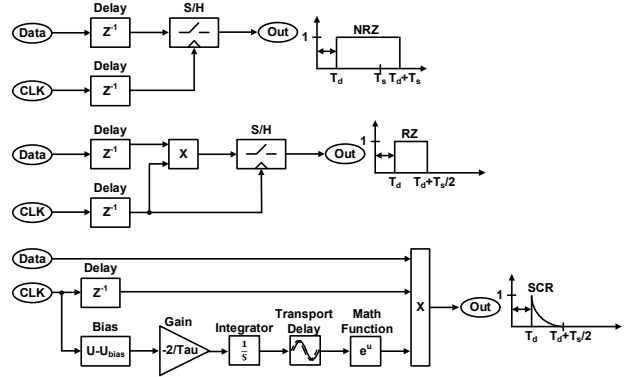 Delay
S/H
Data
Z⁻¹
Out
1
NRZ
T_d
T_s
T_d+T_s
Delay
CLK
Z⁻¹
Delay
S/H
Data
Z⁻¹
X
Out
1
RZ
T_d
T_d+T_s/2
Delay
CLK
Z⁻¹
Data
CLK
Delay
Z⁻¹
X
Out
1
SCR
T_d
T_d+T_s/2
Bias
U-U_bias
Gain
-2/Tau
Integrator
1/S
Transport
Delay
Math
Function
e^u